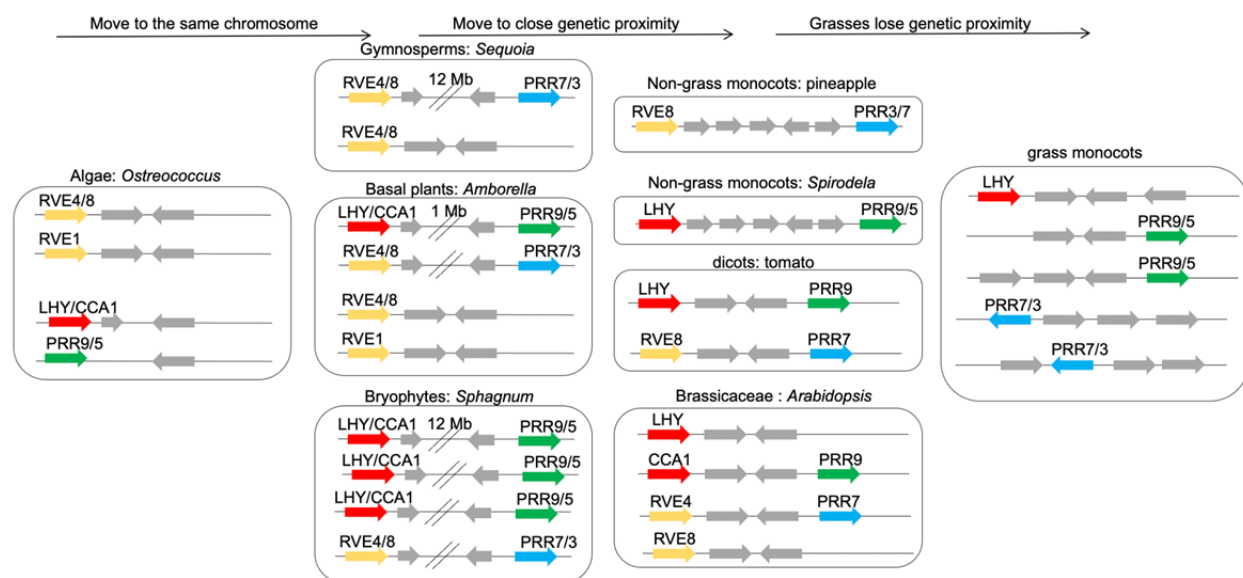 Move to the same chromosome
Move to close genetic proximity
Grasses lose genetic proximity
Algae: Ostreococcus
RVE4/8
RVE1
LHY/CCA1
PRR9/5
Gymnosperms: Sequoia
RVE4/8 12 Mb PRR7/3
RVE4/8
Basal plants: Amborella
LHY/CCA1 1 Mb PRR9/5
RVE4/8 PRR7/3
RVE4/8
RVE1
Bryophytes: Sphagnum
LHY/CCA1 12 Mb PRR9/5
LHY/CCA1 PRR9/5
LHY/CCA1 PRR9/5
RVE4/8 PRR7/3
Non-grass monocots: pineapple
RVE8 PRR3/7
Non-grass monocots: Spirodela
LHY PRR9/5
dicots: tomato
LHY PRR9
RVE8 PRR7
Brassicaceae : Arabidopsis
LHY
CCA1 PRR9
RVE4 PRR7
RVE8
grass monocots
LHY
PRR9/5
PRR9/5
PRR7/3
PRR7/3